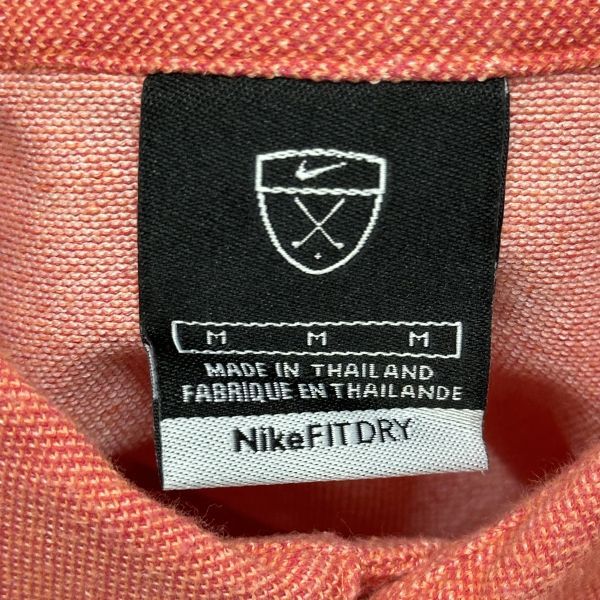 M M M
MADE IN THAILAND
FABRIQUE EN THAILANDE
NikeFITDRY